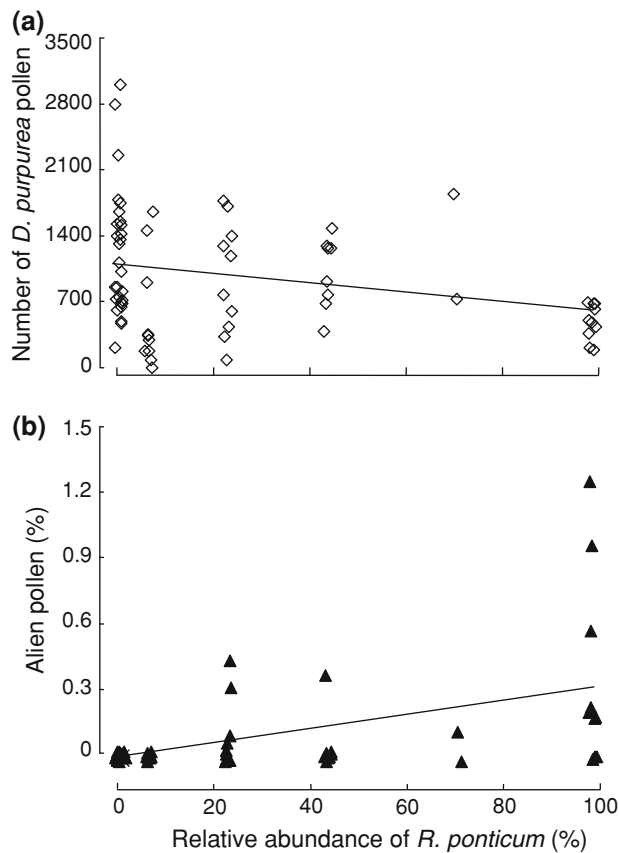 (a)
3500
2800
2100
1400
700
0
Number of D. purpurea pollen
(b)
1.5
1.2
0.9
0.6
0.3
0
Alien pollen (%)
0 20 40 60 80 100
Relative abundance of R. ponticum (%)